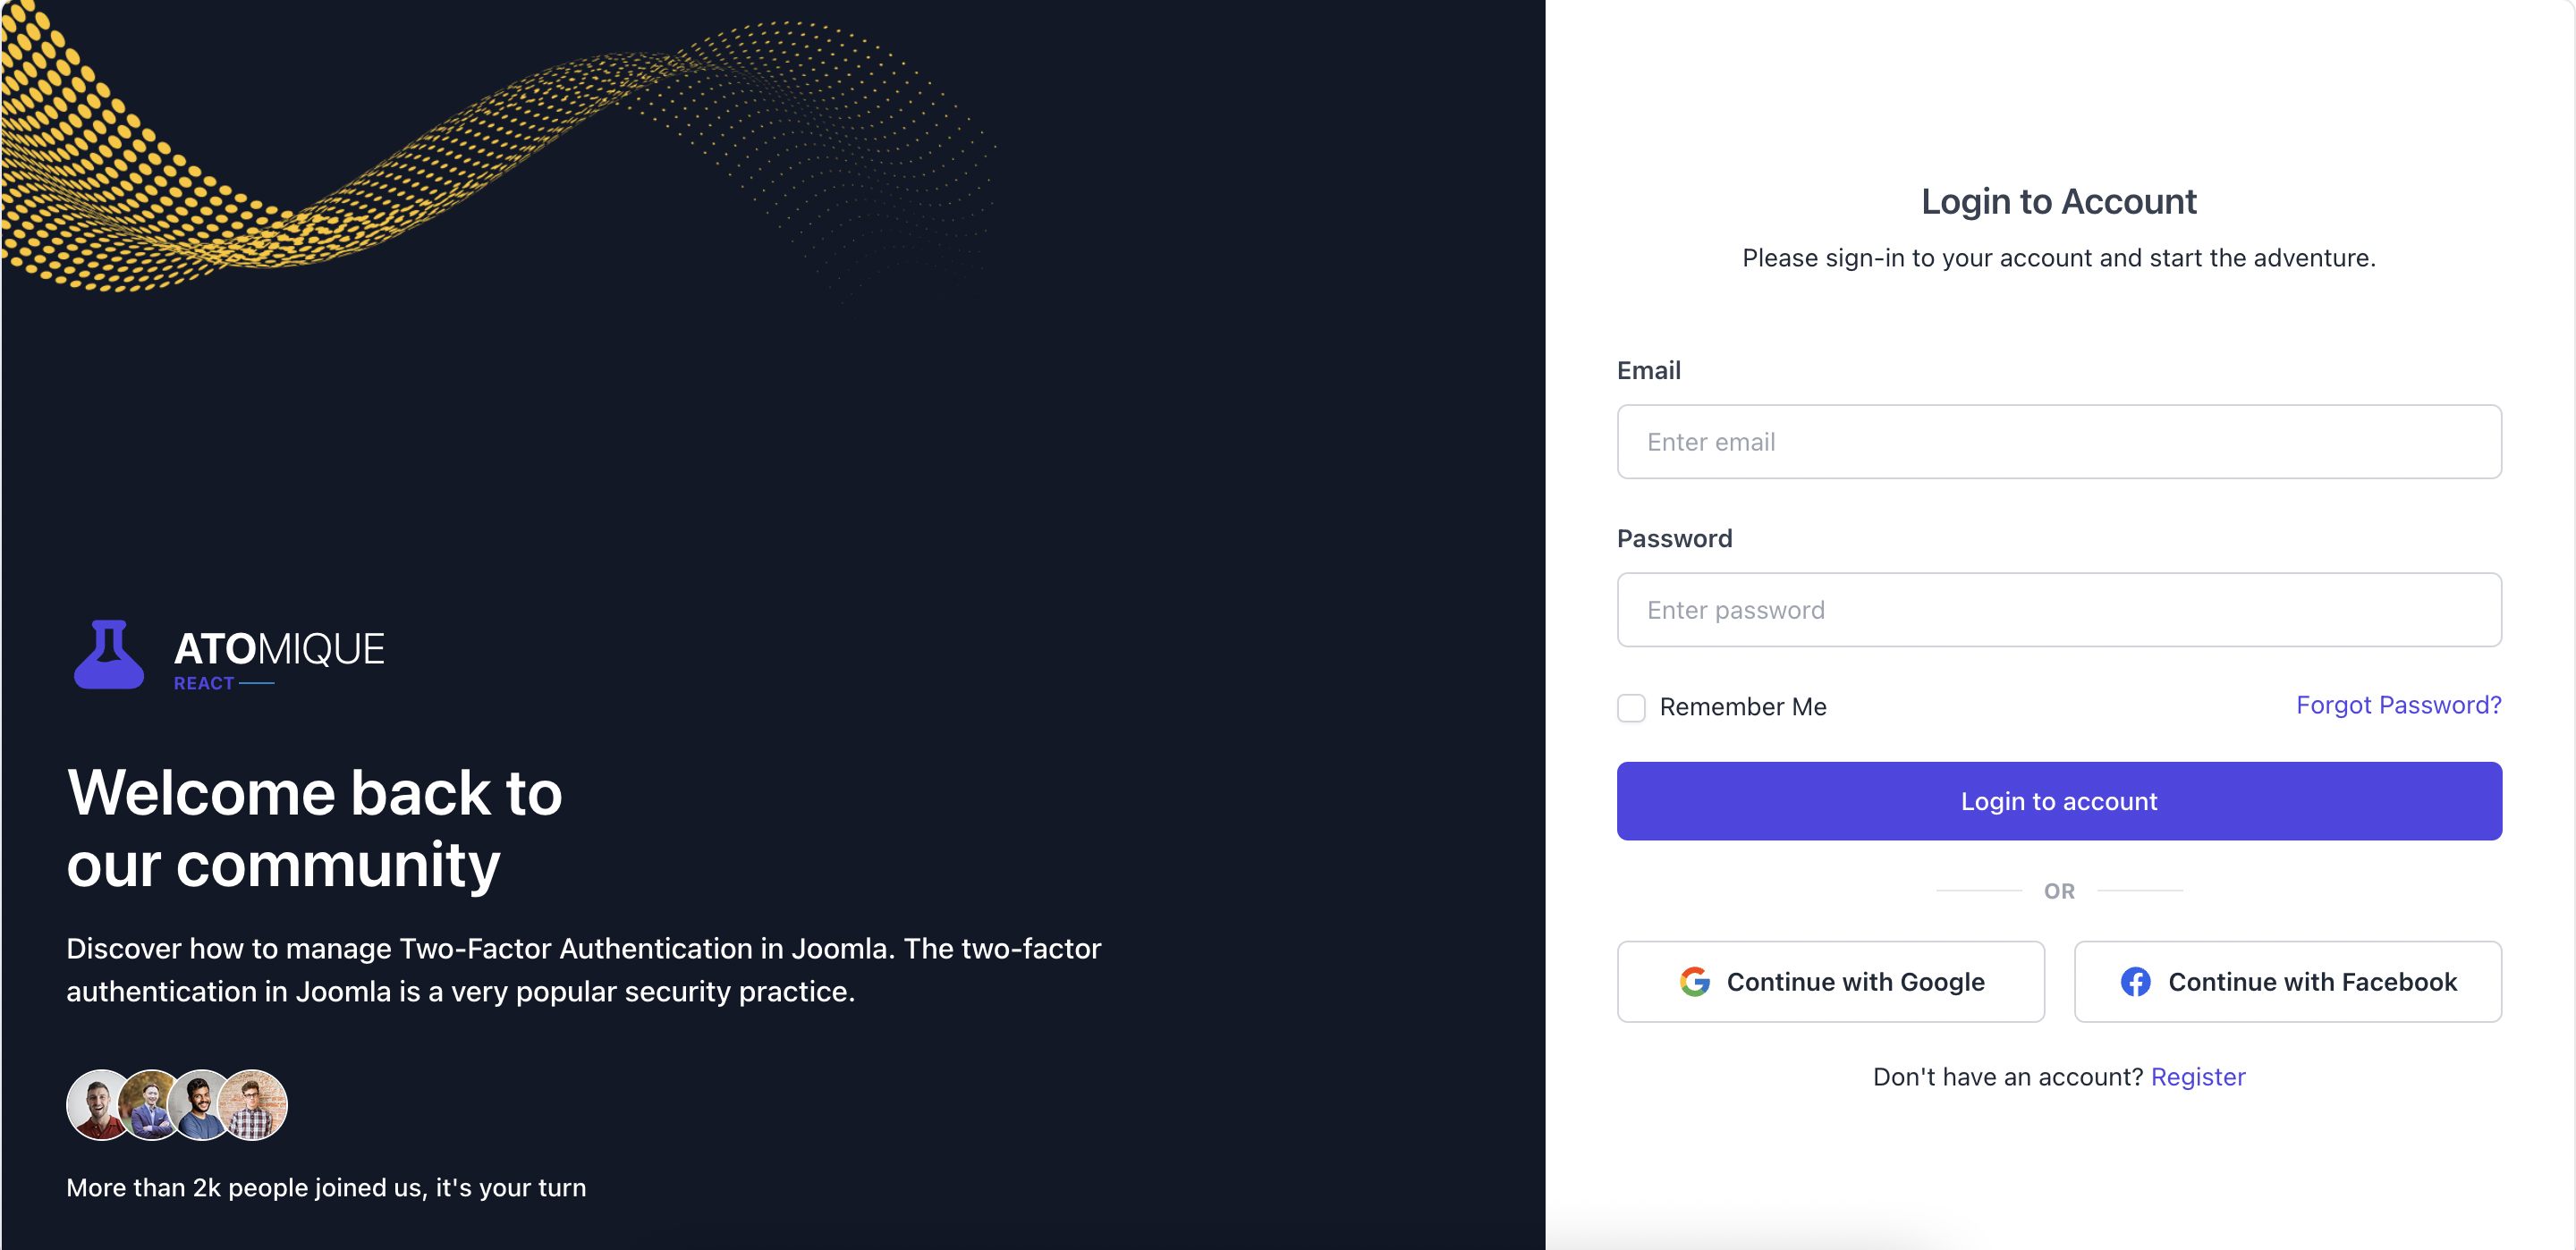 ATOMIQUE
REACT
Welcome back to
our community
Discover how to manage Two-Factor Authentication in Joomla. The two-factor
authentication in Joomla is a very popular security practice.
More than 2k people joined us, it's your turn
Login to Account
Please sign-in to your account and start the adventure.
Email
Enter email
Password
Enter password
Remember Me
Forgot Password?
Login to account
OR
Continue with Google
Continue with Facebook
Don't have an account? Register